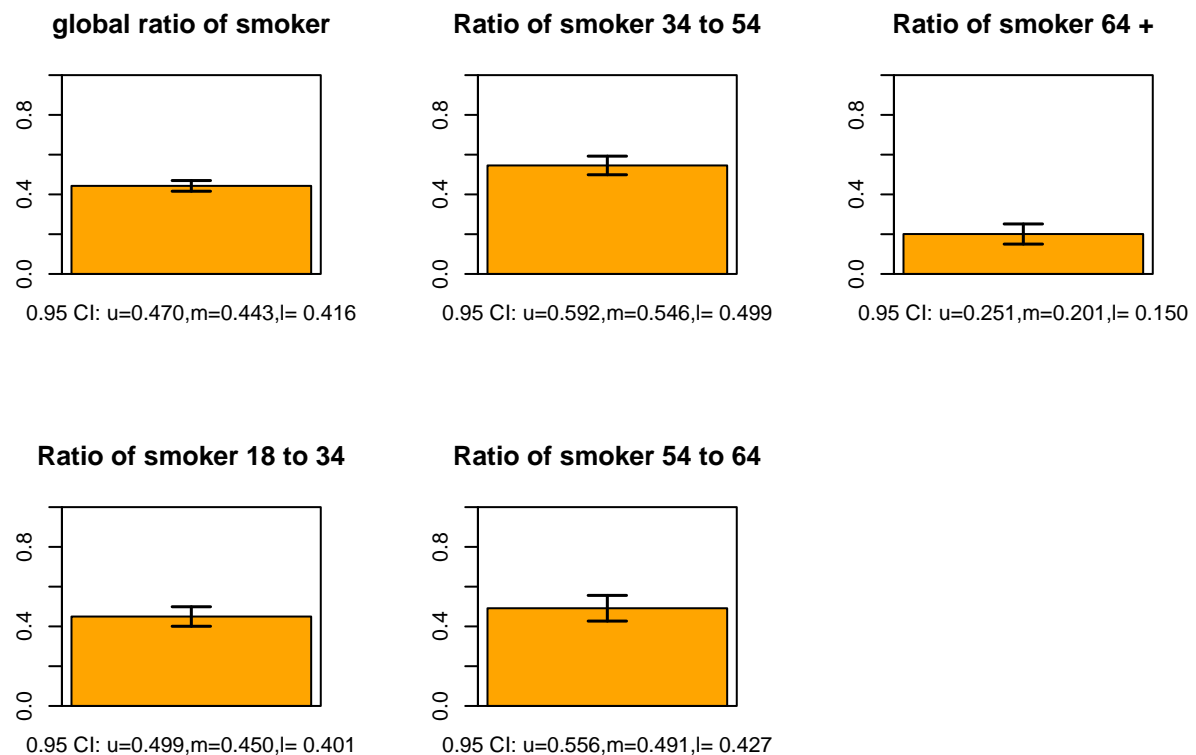 global ratio of smoker
0.8
0.4
0.0
0.95 CI: u=0.470,m=0.443,l= 0.416
Ratio of smoker 34 to 54
0.8
0.4
0.0
0.95 CI: u=0.592,m=0.546,l= 0.499
Ratio of smoker 64 +
0.8
0.4
0.0
0.95 CI: u=0.251,m=0.201,l= 0.150
Ratio of smoker 18 to 34
0.8
0.4
0.0
0.95 CI: u=0.499,m=0.450,l= 0.401
Ratio of smoker 54 to 64
0.8
0.4
0.0
0.95 CI: u=0.556,m=0.491,l= 0.427